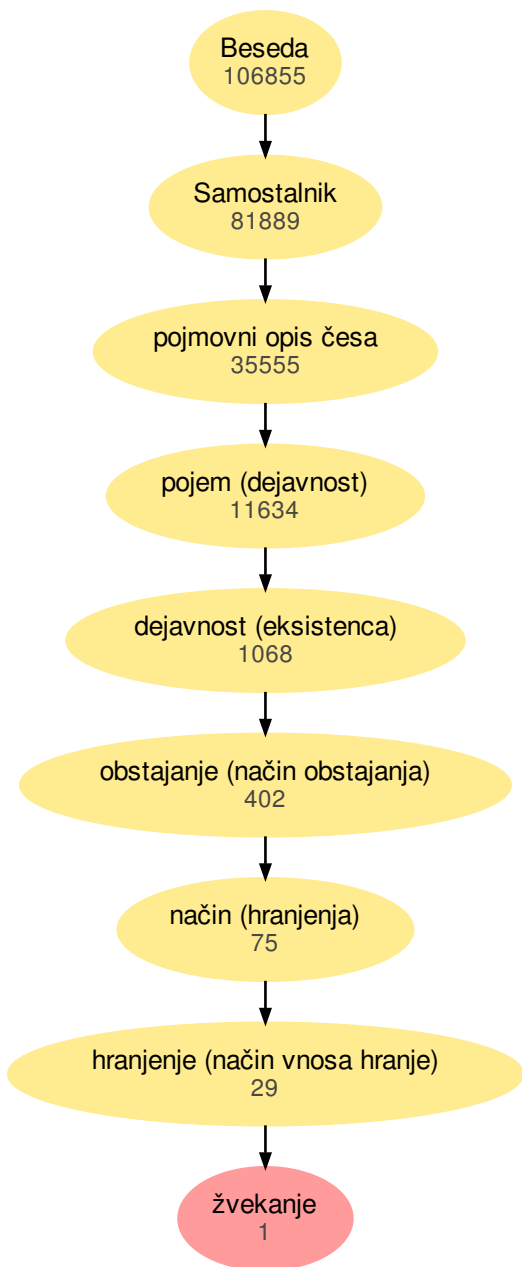 Beseda
106855
Samostalnik
81889
pojmovni opis česa
35555
pojem (dejavnost)
11634
dejavnost (eksistenca)
1068
obstajanje (način obstajanja)
402
način (hranjenja)
75
hranjenje (način vnosa hranje)
29
žvekanje
1